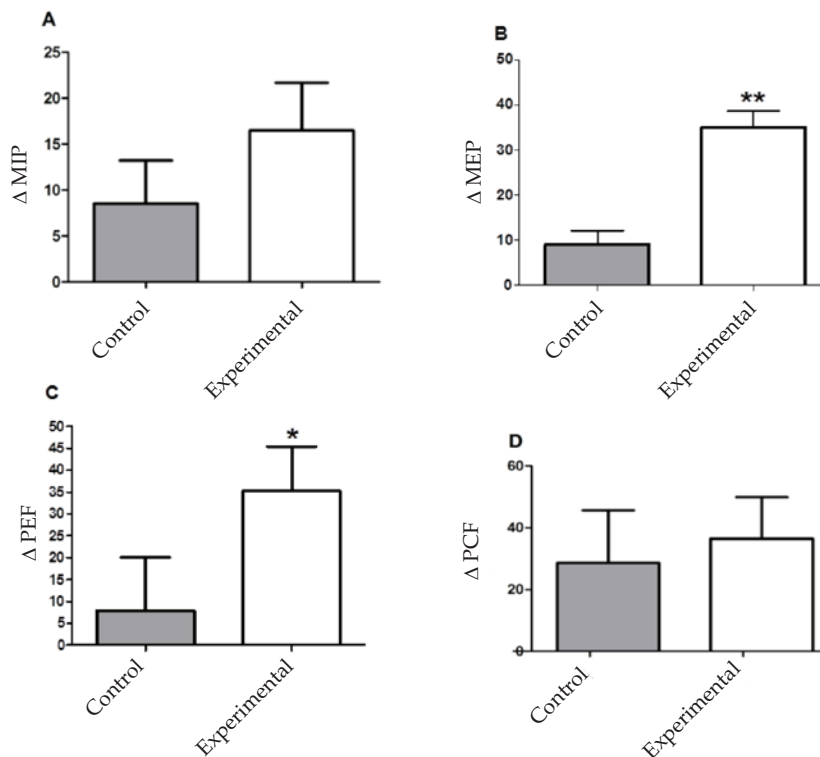 A
25
20
15
10
5
0
Δ MIP
Control
Experimental
B
50
40
30
20
10
0
Δ MEP
**
Control
Experimental
C
50
45
40
35
30
25
20
15
10
5
0
Δ PEF
*
Control
Experimental
D
60
40
20
0
Δ PCF
Control
Experimental